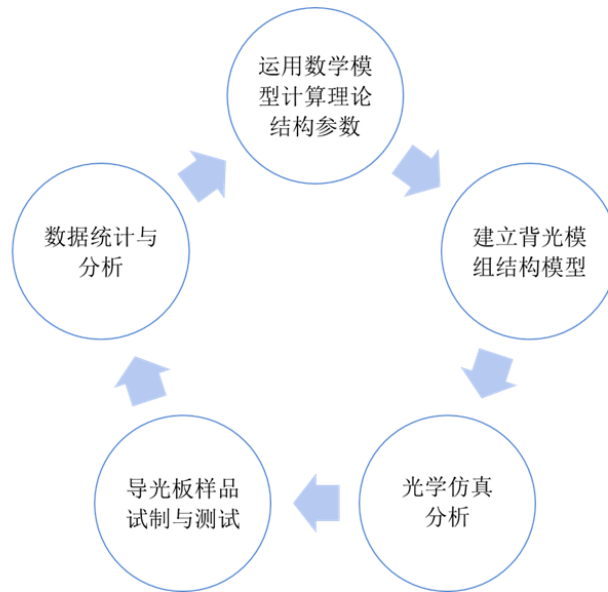 运用数学模
型计算理论
结构参数
建立背光模
组结构模型
光学仿真
分析
导光板样品
试制与测试
数据统计与
分析